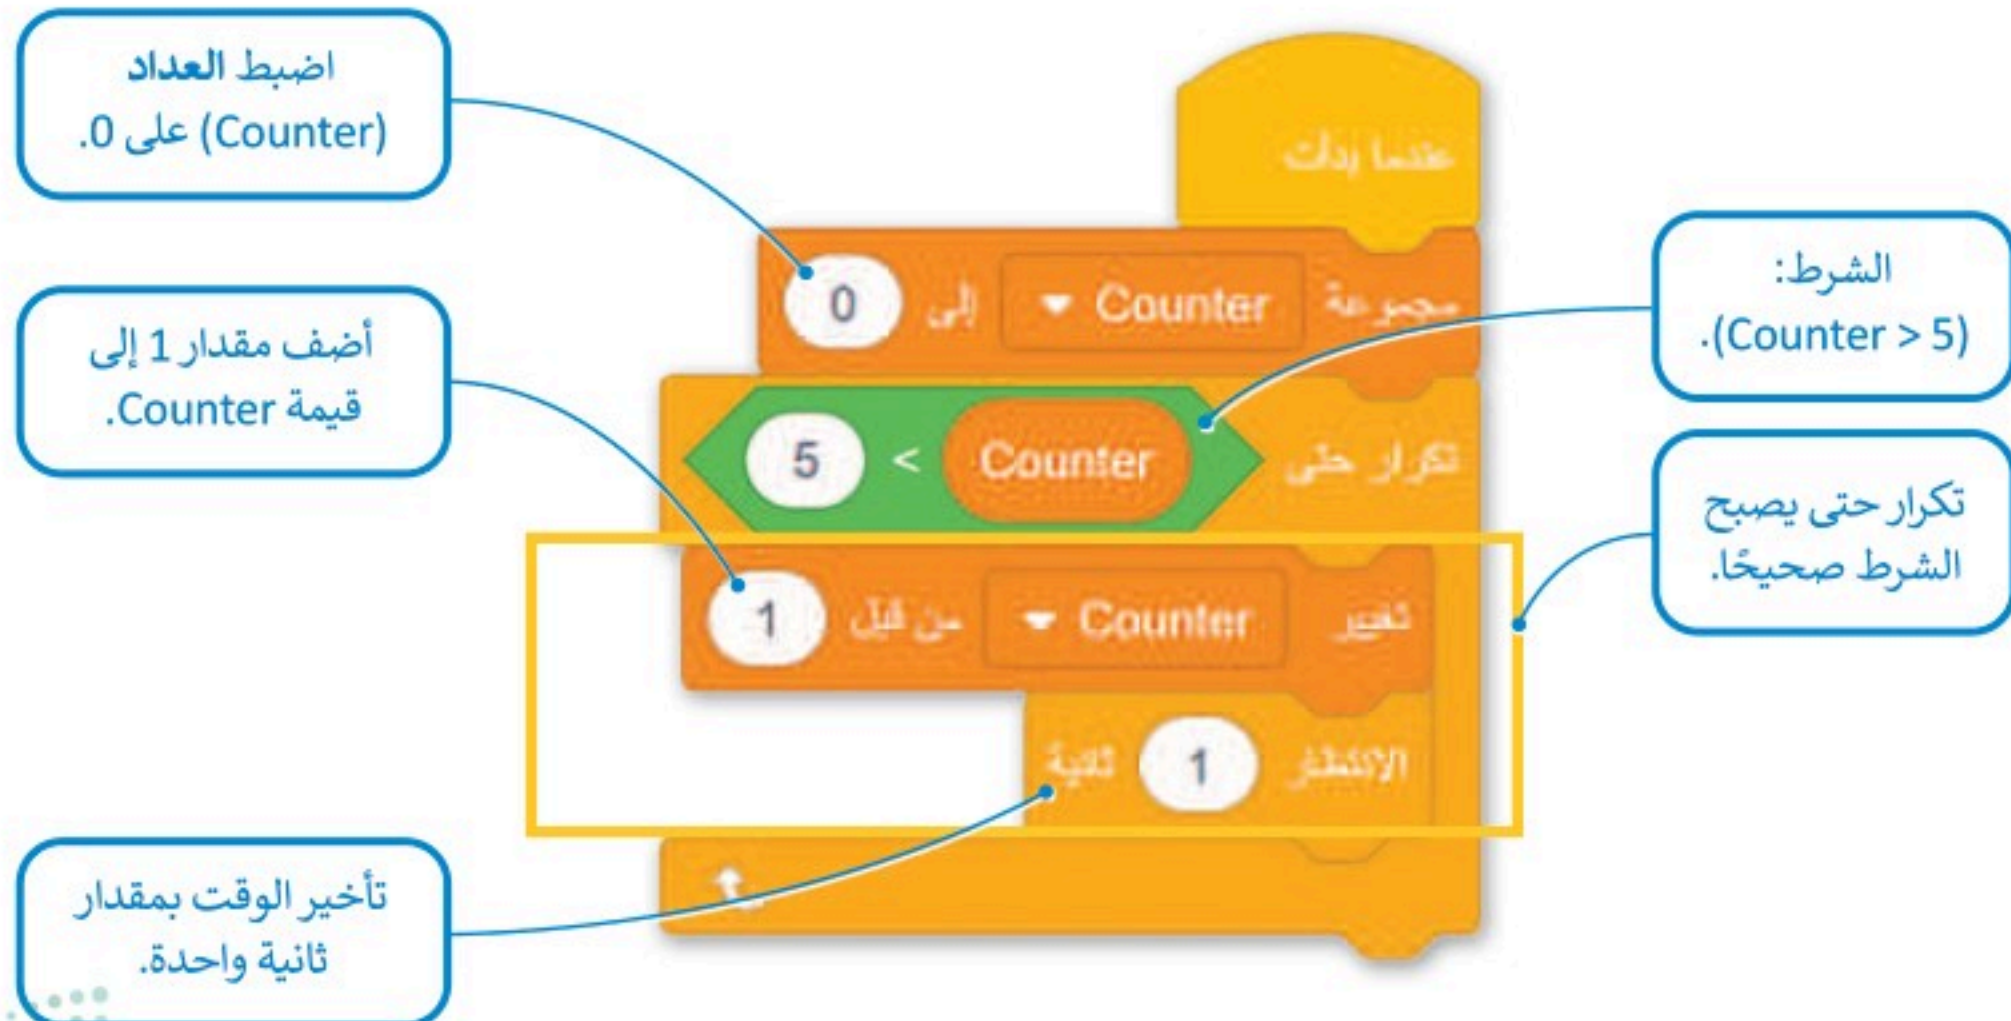 اضبط العداد
(Counter) على 0.
أضف مقدار 1 إلى
قيمة Counter.
تأخير الوقت بمقدار
ثانية واحدة.
عندما بدأت
مجموعة Counter إلى 0
تكرار حتى Counter < 5
تغيير Counter من قبل 1
الانتظار 1 ثانية
الشرط:
(Counter > 5).
تكرار حتى يصبح
الشرط صحيحًا.